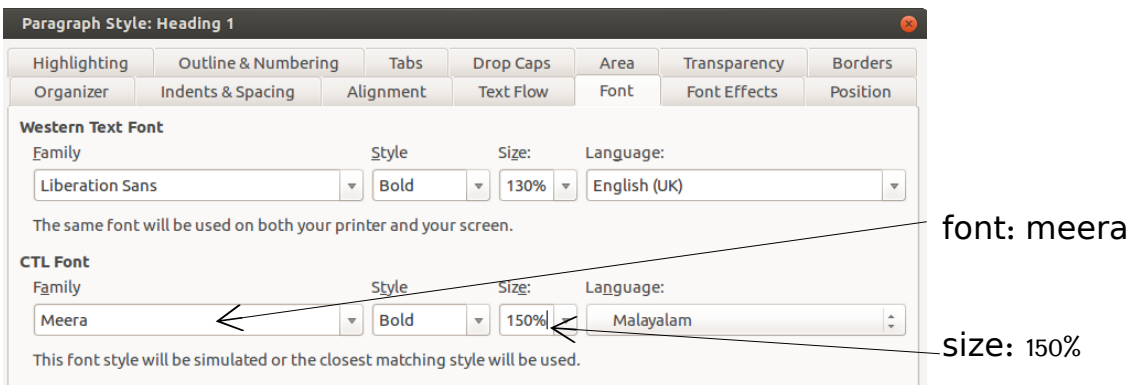 Paragraph Style: Heading 1
Highlighting Outline & Numbering Tabs Drop Caps Area Transparency Borders
Organizer Indents & Spacing Alignment Text Flow Font Font Effects Position
Western Text Font
Family Style Size: Language:
Liberation Sans Bold 130% English (UK)
The same font will be used on both your printer and your screen.
font: meera
CTL Font
Family Style Size: Language:
Meera Bold 150% Malayalam
size: 150%
This font style will be simulated or the closest matching style will be used.